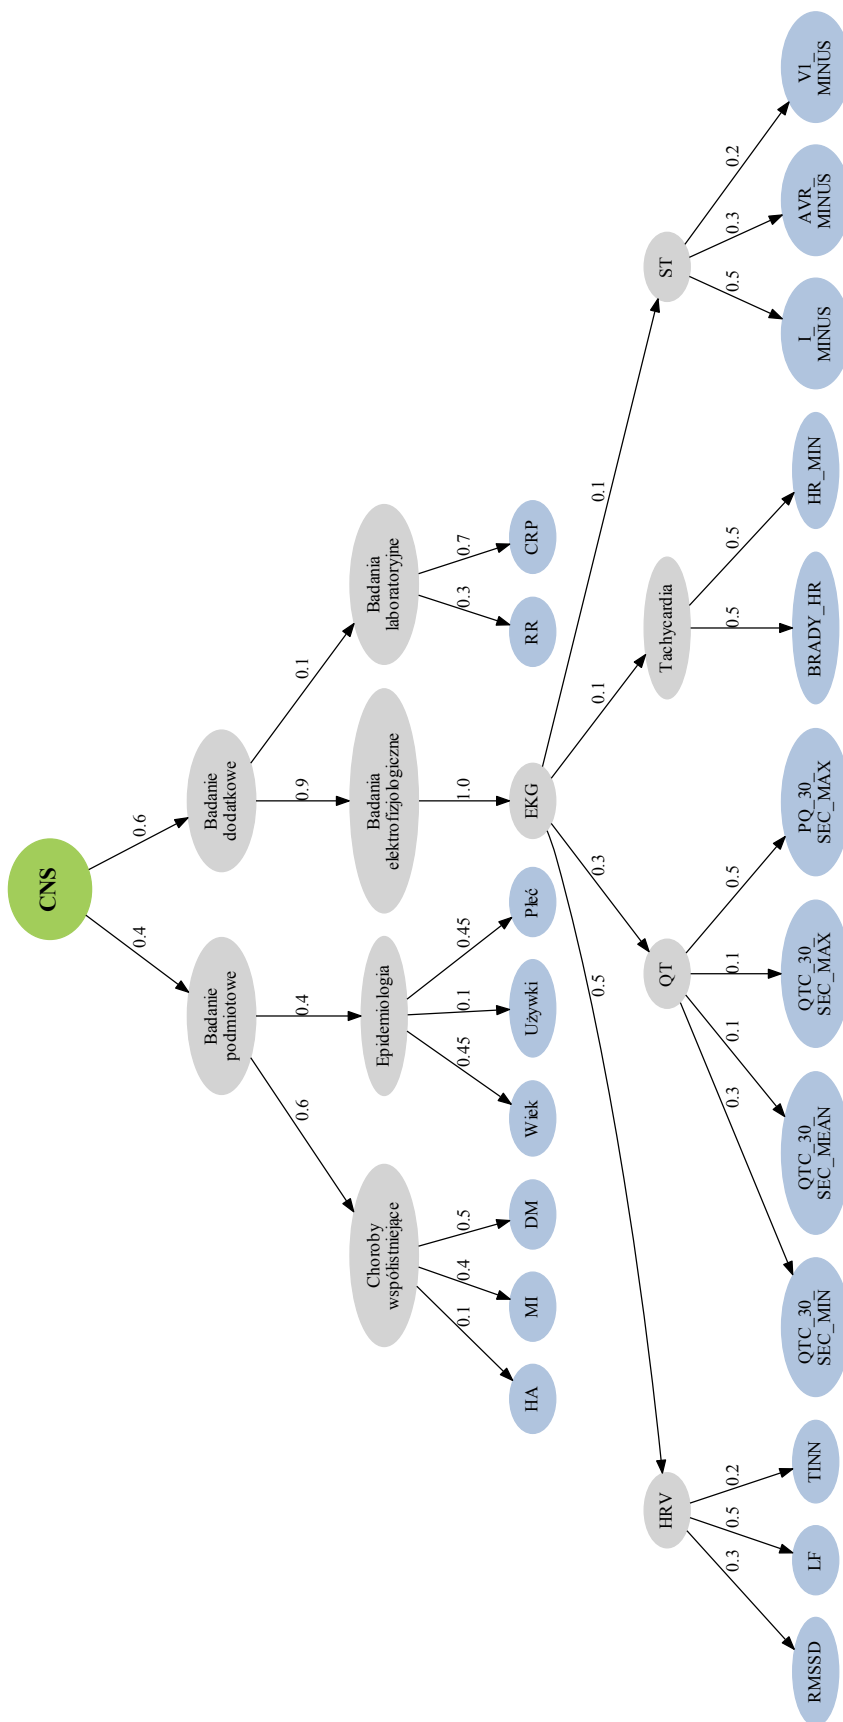 CNS
0.4
0.6
Badanie
podmiotowe
Badanie
dodatkowe
0.6
0.4
0.9
0.1
Choroby
współistniejące
Epidemiologia
Badania
elektrofizjologiczne
Badania
laboratoryjne
0.1
0.4
0.5
0.45
0.1
0.45
1.0
0.3
0.7
HA
MI
DM
Wiek
Używki
Płeć
EKG
RR
CRP
0.5
0.3
0.1
0.1
HRV
QT
Tachycardia
ST
0.3
0.5
0.2
0.3
0.1
0.1
0.5
0.5
0.5
0.5
0.3
0.2
RMSSD
LF
TINN
QTC_30_
SEC_MIN
QTC_30_
SEC_MEAN
QTC_30_
SEC_MAX
PQ_30_
SEC_MAX
BRADY_HR
HR_MIN
I_
MINUS
AVR_
MINUS
V1_
MINUS